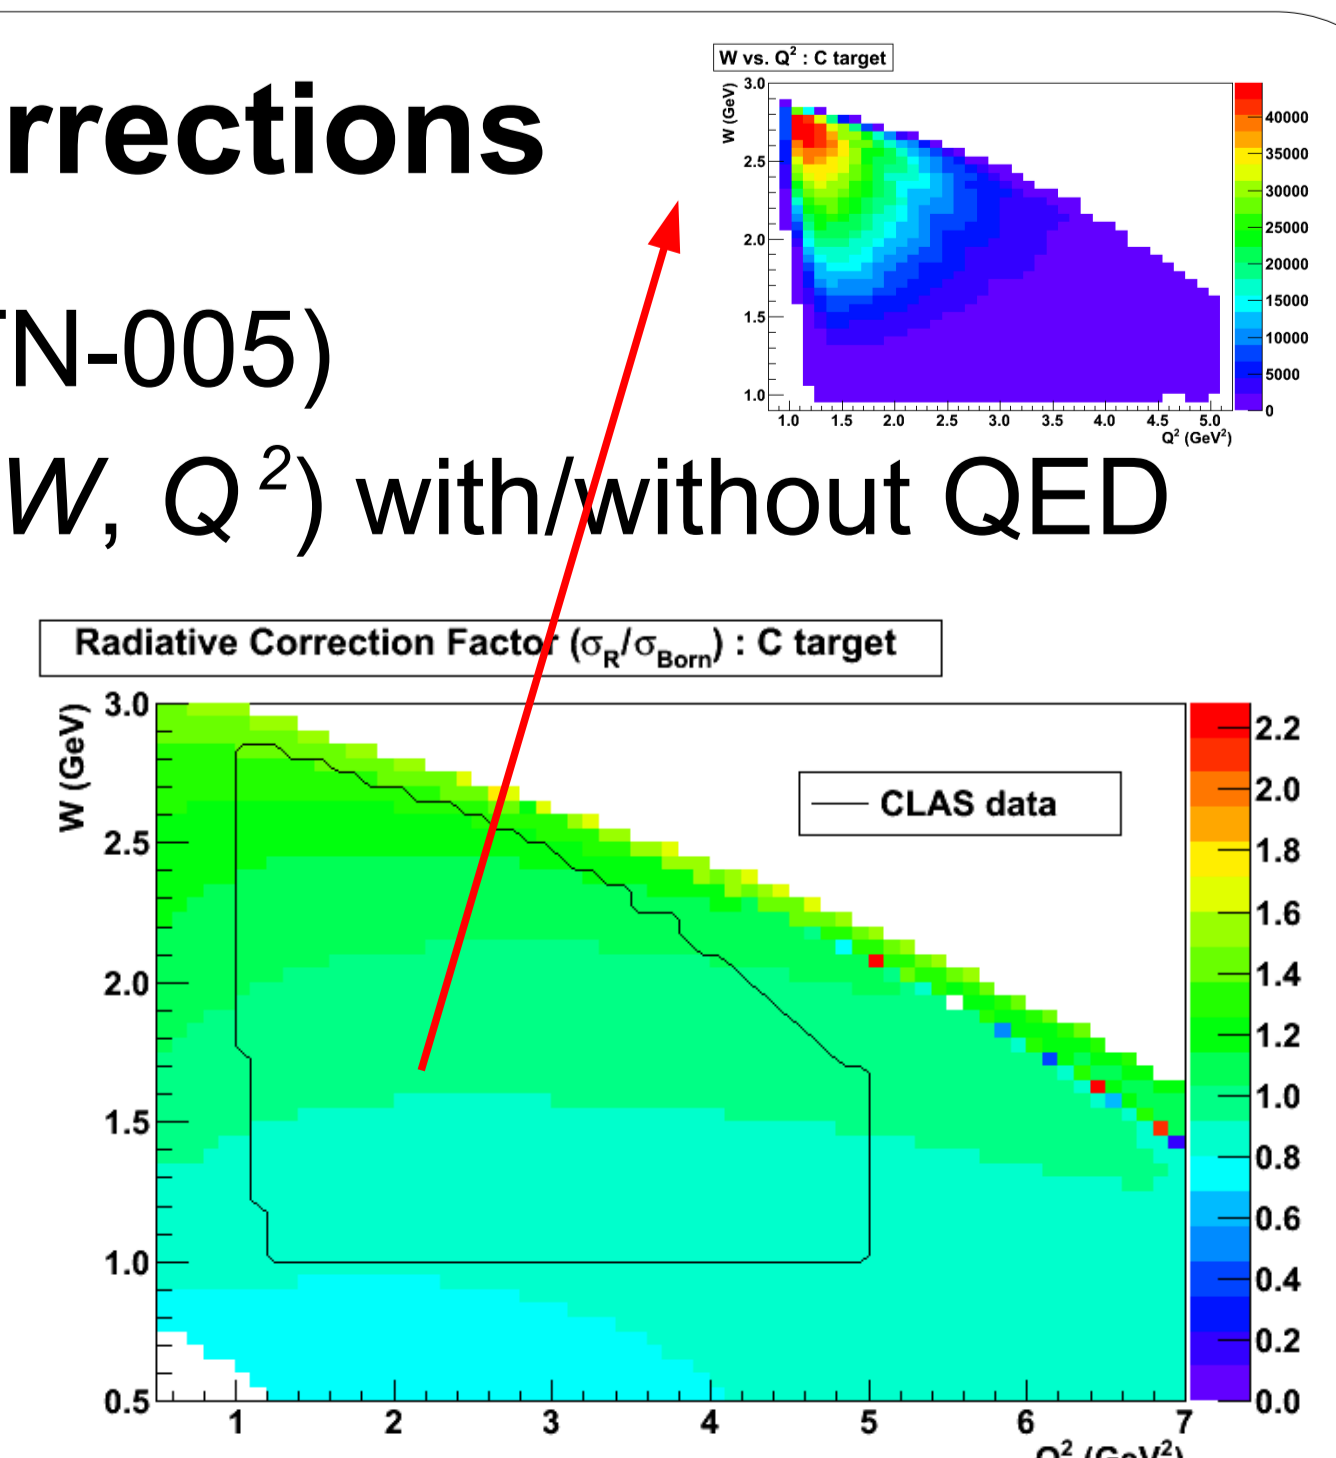 rrections
TN-005)
W, Q²) with/without QED
W vs. Q² : C target
W (GeV)
3.0
2.5
2.0
1.5
1.0
1.0 1.5 2.0 2.5 3.0 3.5 4.0 4.5 5.0
Q² (GeV²)
40000
35000
30000
25000
20000
15000
10000
5000
0
Radiative Correction Factor (σR/σBorn) : C target
W (GeV)
3.0
2.5
2.0
1.5
1.0
0.5
CLAS data
1 2 3 4 5 6 7
Q² (GeV²)
2.2
2.0
1.8
1.6
1.4
1.2
1.0
0.8
0.6
0.4
0.2
0.0